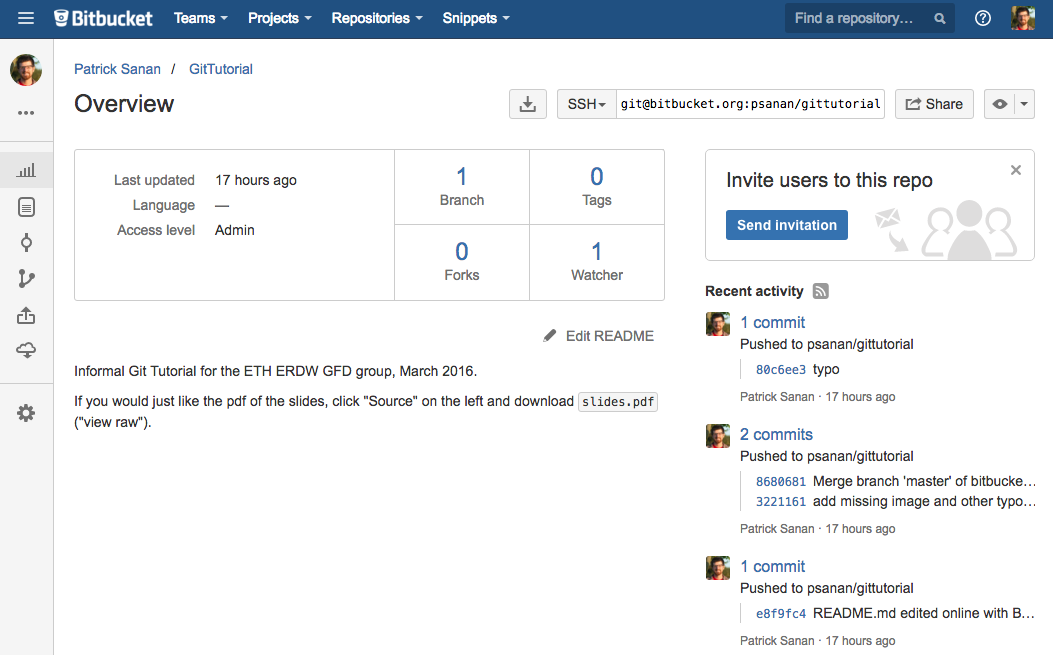 Bitbucket Teams Projects Repositories Snippets Find a repository...
Patrick Sanan / GitTutorial
Overview
SSH git@bitbucket.org:psanan/gittutorial Share
Last updated 17 hours ago
Language —
Access level Admin
1 Branch
0 Tags
0 Forks
1 Watcher
Edit README
Informal Git Tutorial for the ETH ERDW GFD group, March 2016.
If you would just like the pdf of the slides, click "Source" on the left and download slides.pdf
("view raw").
Invite users to this repo
Send invitation
Recent activity
1 commit
Pushed to psanan/gittutorial
80c6ee3 typo
Patrick Sanan · 17 hours ago
2 commits
Pushed to psanan/gittutorial
8680681 Merge branch 'master' of bitbucke...
3221161 add missing image and other typo...
Patrick Sanan · 17 hours ago
1 commit
Pushed to psanan/gittutorial
e8f9fc4 README.md edited online with B...
Patrick Sanan · 17 hours ago